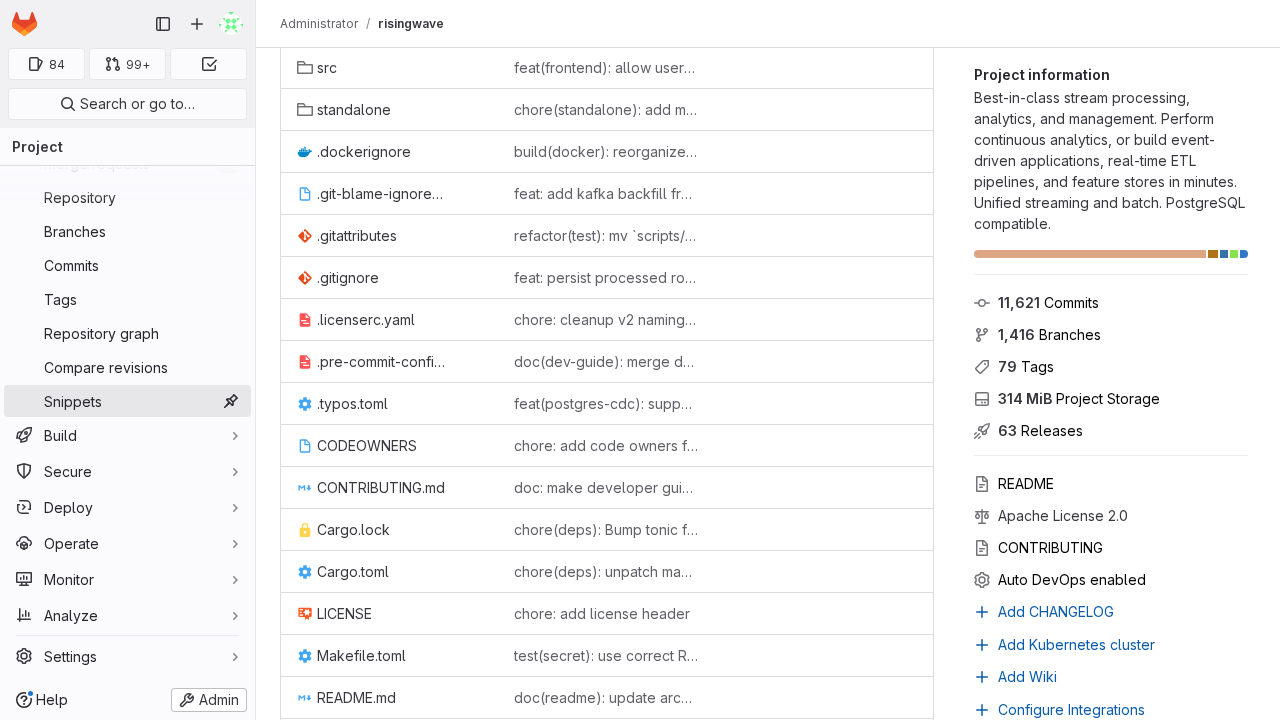 84
99+
Search or go to…
Project
Repository
Branches
Commits
Tags
Repository graph
Compare revisions
Snippets
Build
Secure
Deploy
Operate
Monitor
Analyze
Settings
Help
Admin
Administrator / risingwave
src feat(frontend): allow user…
standalone chore(standalone): add m…
.dockerignore build(docker): reorganize…
.git-blame-ignore… feat: add kafka backfill fr…
.gitattributes refactor(test): mv `scripts/…
.gitignore feat: persist processed ro…
.licenserc.yaml chore: cleanup v2 naming…
.pre-commit-confi… doc(dev-guide): merge d…
.typos.toml feat(postgres-cdc): supp…
CODEOWNERS chore: add code owners f…
CONTRIBUTING.md doc: make developer gui…
Cargo.lock chore(deps): Bump tonic f…
Cargo.toml chore(deps): unpatch ma…
LICENSE chore: add license header
Makefile.toml test(secret): use correct R…
README.md doc(readme): update arc…
Project information
Best-in-class stream processing,
analytics, and management. Perform
continuous analytics, or build event-
driven applications, real-time ETL
pipelines, and feature stores in minutes.
Unified streaming and batch. PostgreSQL
compatible.
11,621 Commits
1,416 Branches
79 Tags
314 MiB Project Storage
63 Releases
README
Apache License 2.0
CONTRIBUTING
Auto DevOps enabled
Add CHANGELOG
Add Kubernetes cluster
Add Wiki
Configure Integrations